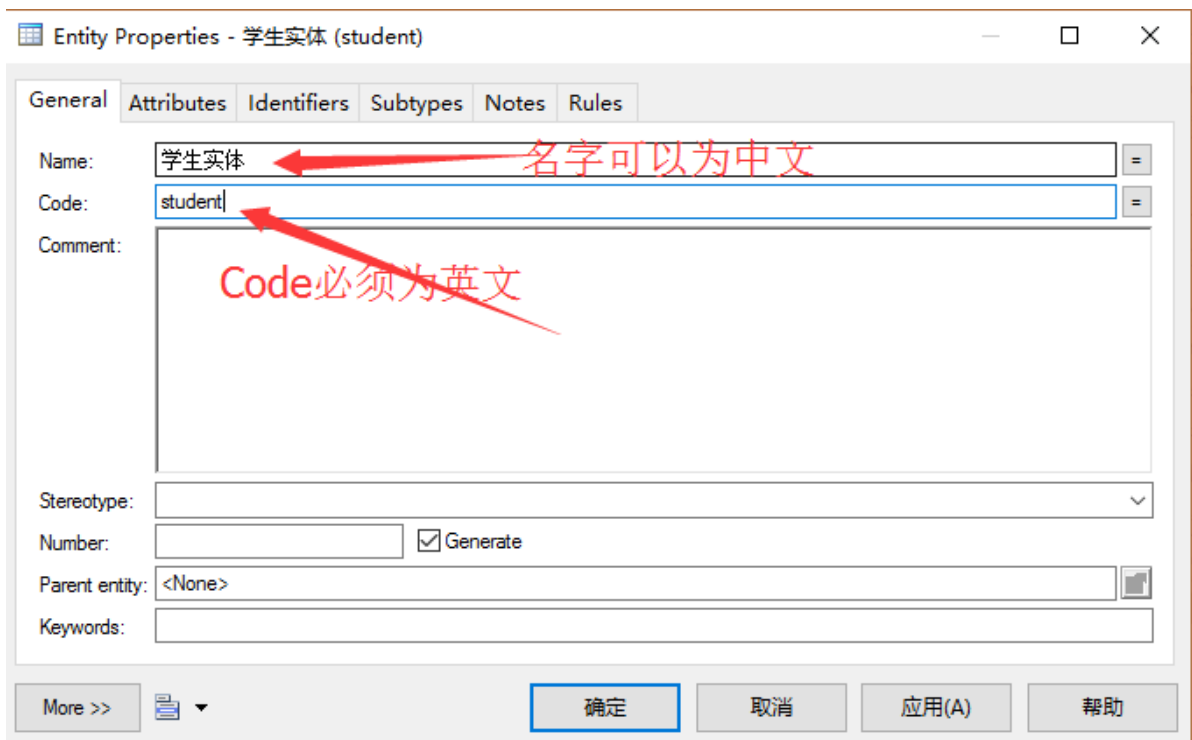 Entity Properties - 学生实体 (student)
General Attributes Identifiers Subtypes Notes Rules
Name: 学生实体 名字可以为中文 =
Code: student =
Comment:
Code必须为英文
Stereotype:
Number: Generate
Parent entity: <None>
Keywords:
More >> 确定 取消 应用(A) 帮助